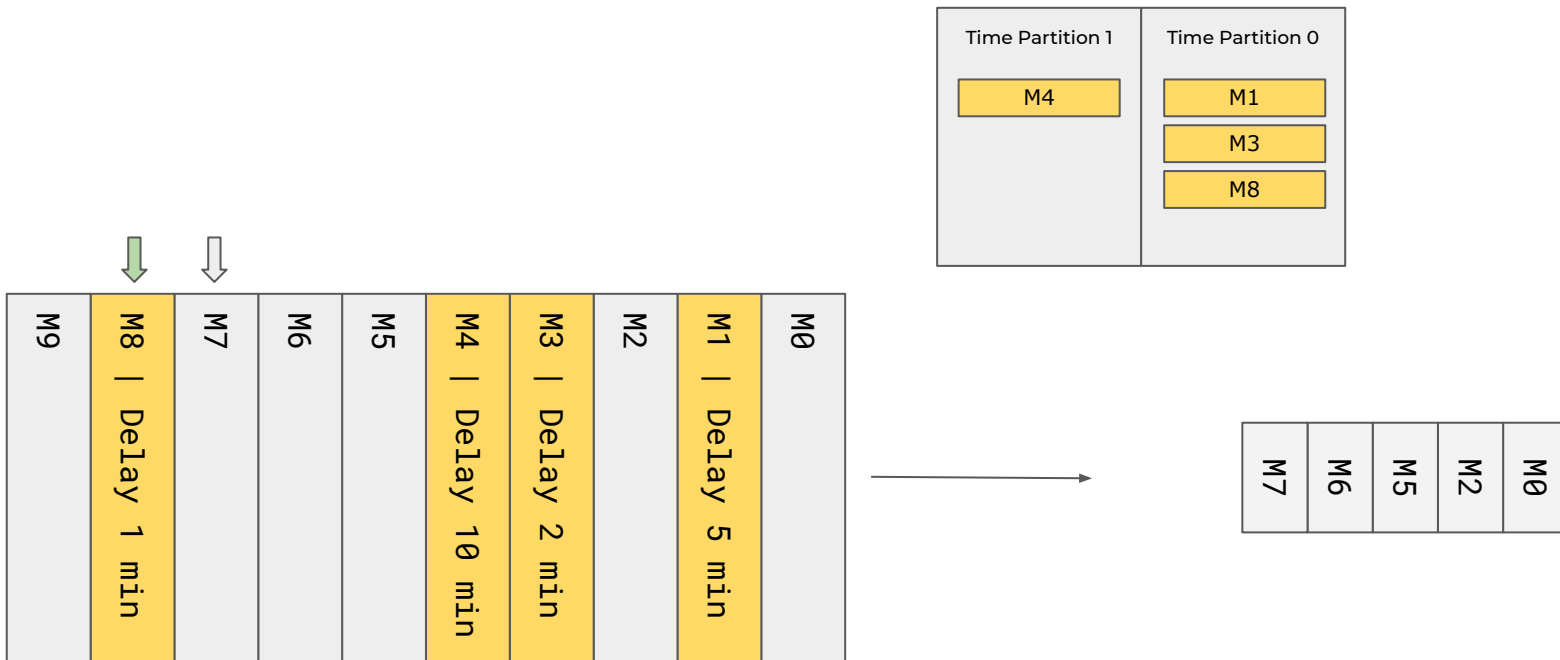 Time Partition 1
Time Partition 0
M4
M1
M3
M8
M9
M8 | Delay 1 min
M7
M6
M5
M4 | Delay 10 min
M3 | Delay 2 min
M2
M1 | Delay 5 min
M0
M7
M6
M5
M2
M0